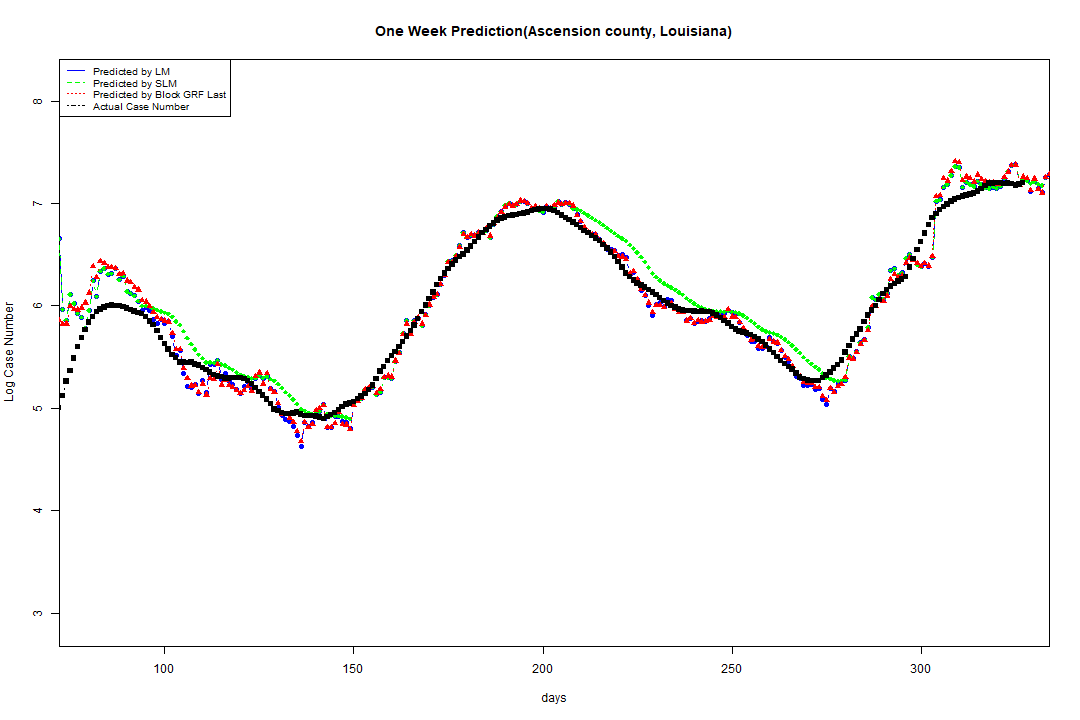 One Week Prediction(Ascension county, Louisiana)
Predicted by LM
Predicted by SLM
Predicted by Block GRF Last
Actual Case Number
8
7
6
5
4
3
Log Case Number
100 150 200 250 300
days